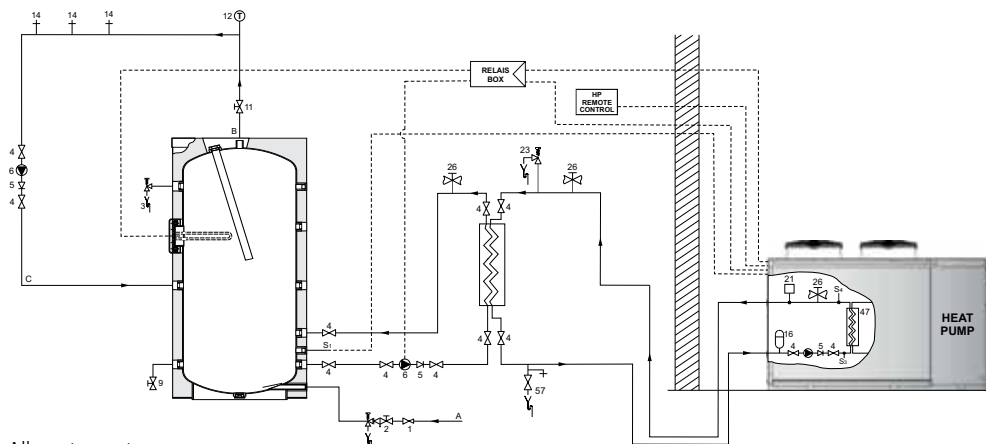 14 14 14 12 T
RELAIS
BOX
HP
REMOTE
CONTROL
11
B
4
6
5
4
3
23
26 26
4 4
C
4
S1
4 4
9
4 4 6 5 4
57
2 1 A
21 26 S4
47
16
4 5 4
S3
HEAT
PUMP